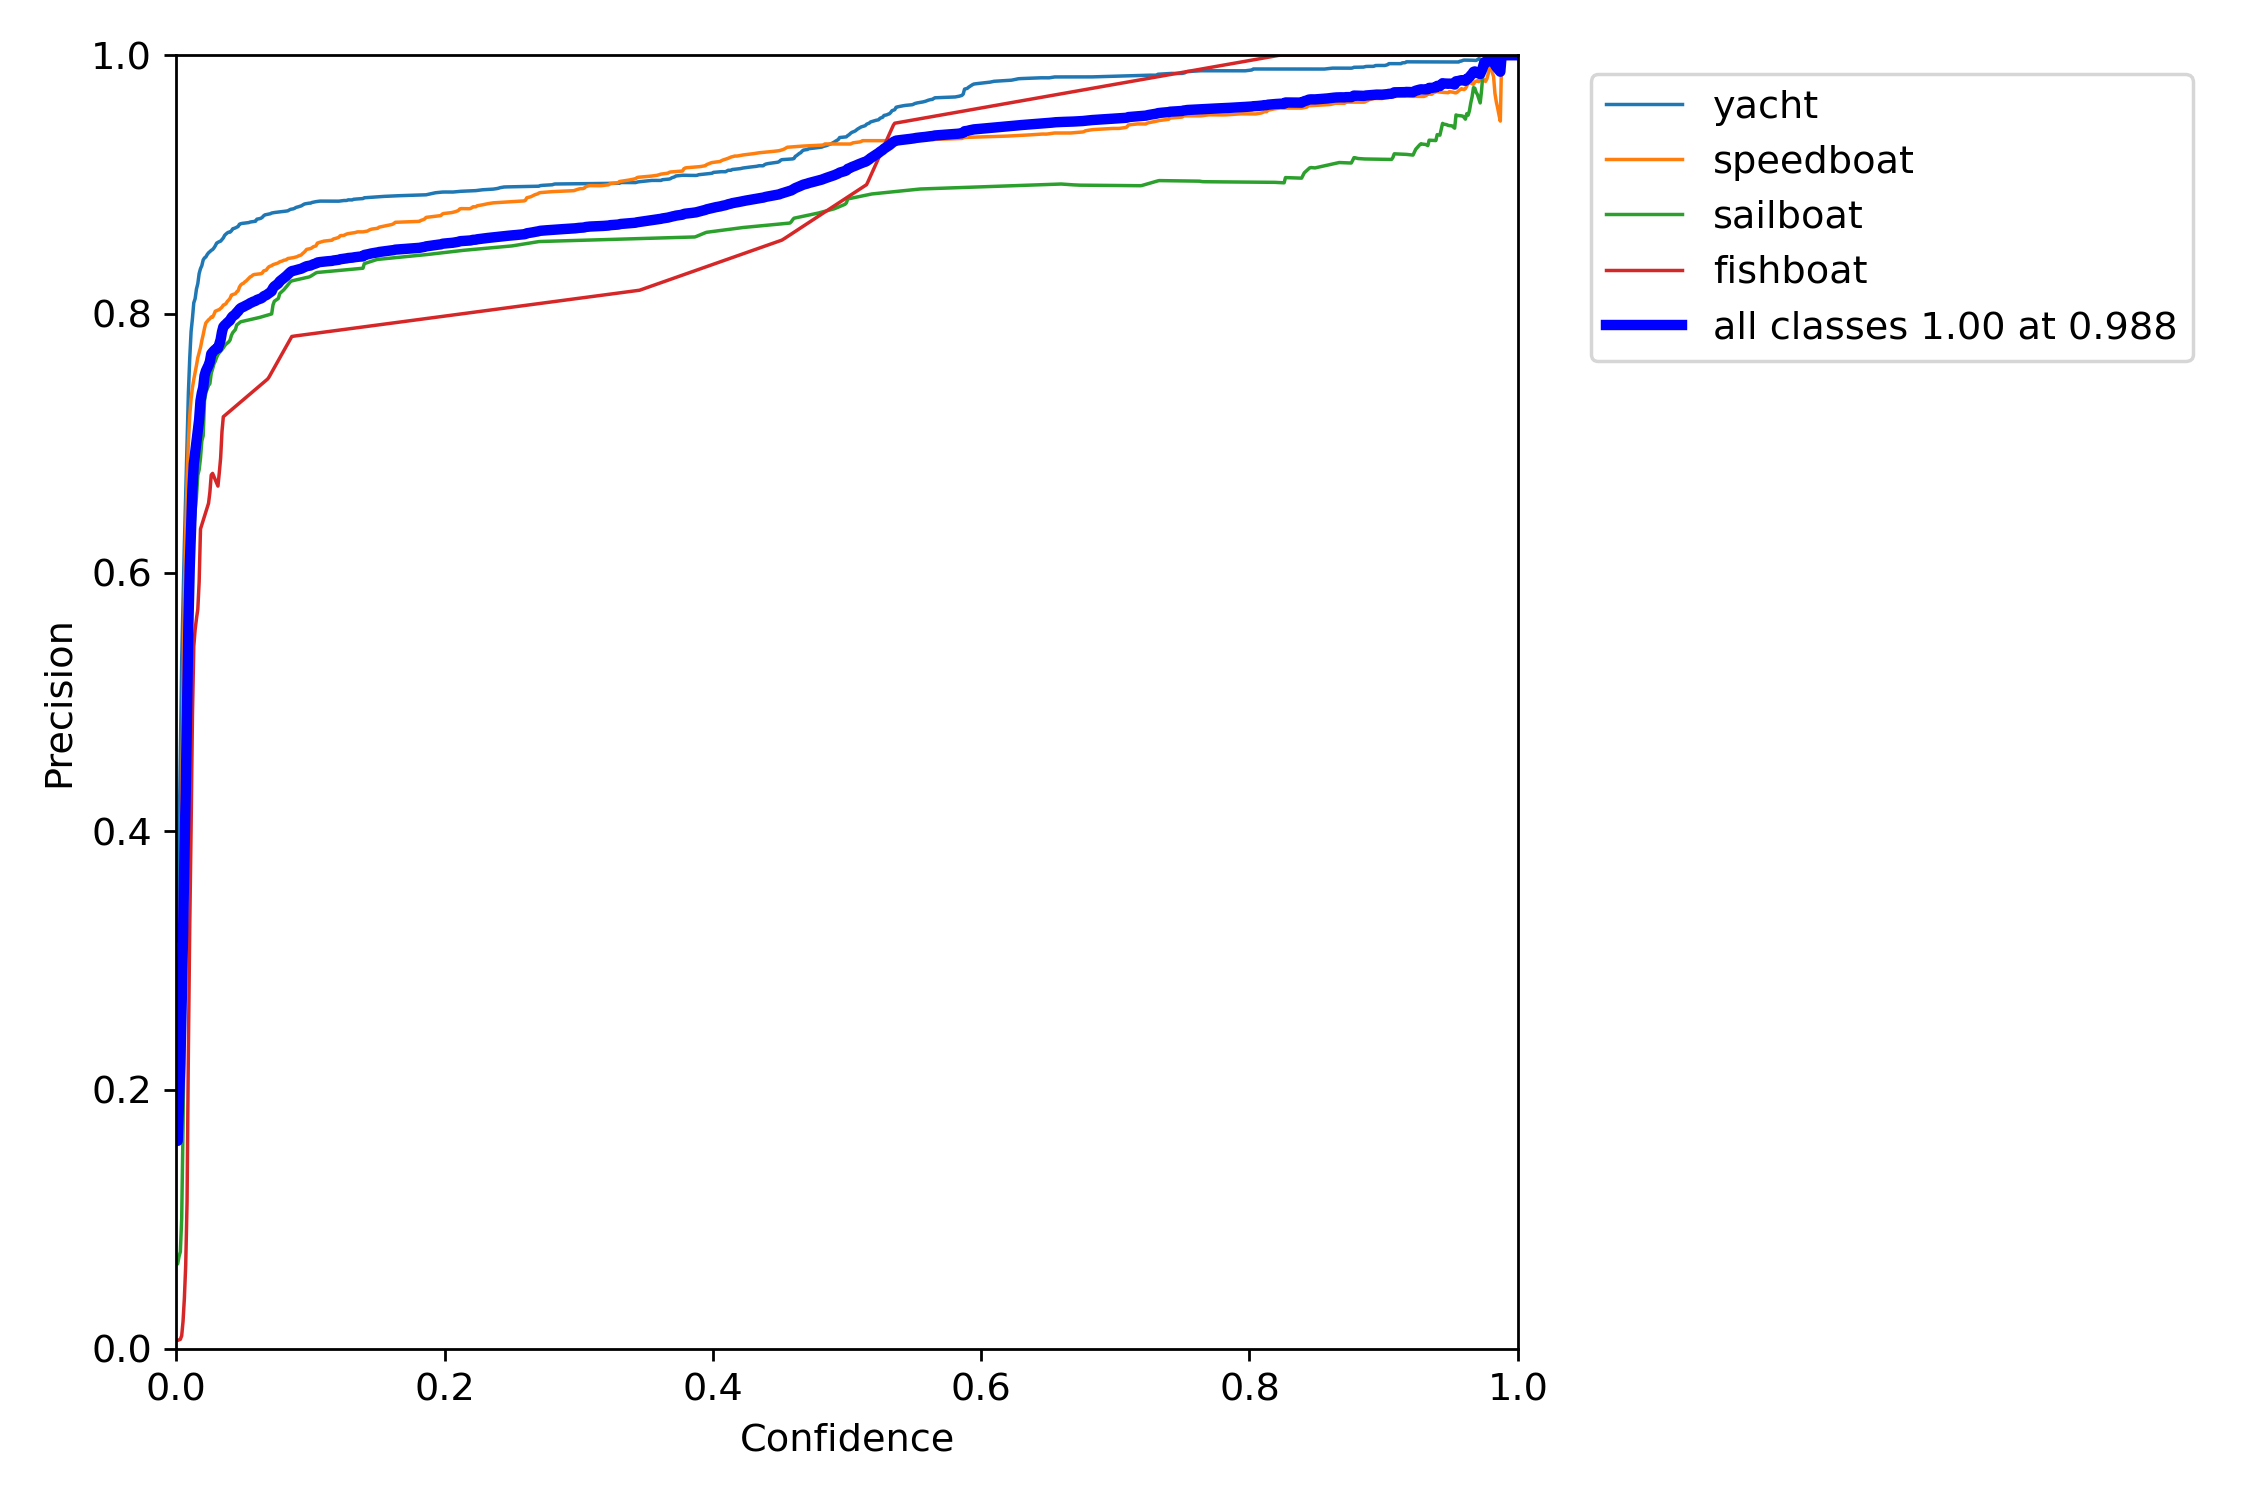 1.0
0.8
0.6
0.4
0.2
0.0
Precision
0.0 0.2 0.4 0.6 0.8 1.0
Confidence
yacht
speedboat
sailboat
fishboat
all classes 1.00 at 0.988